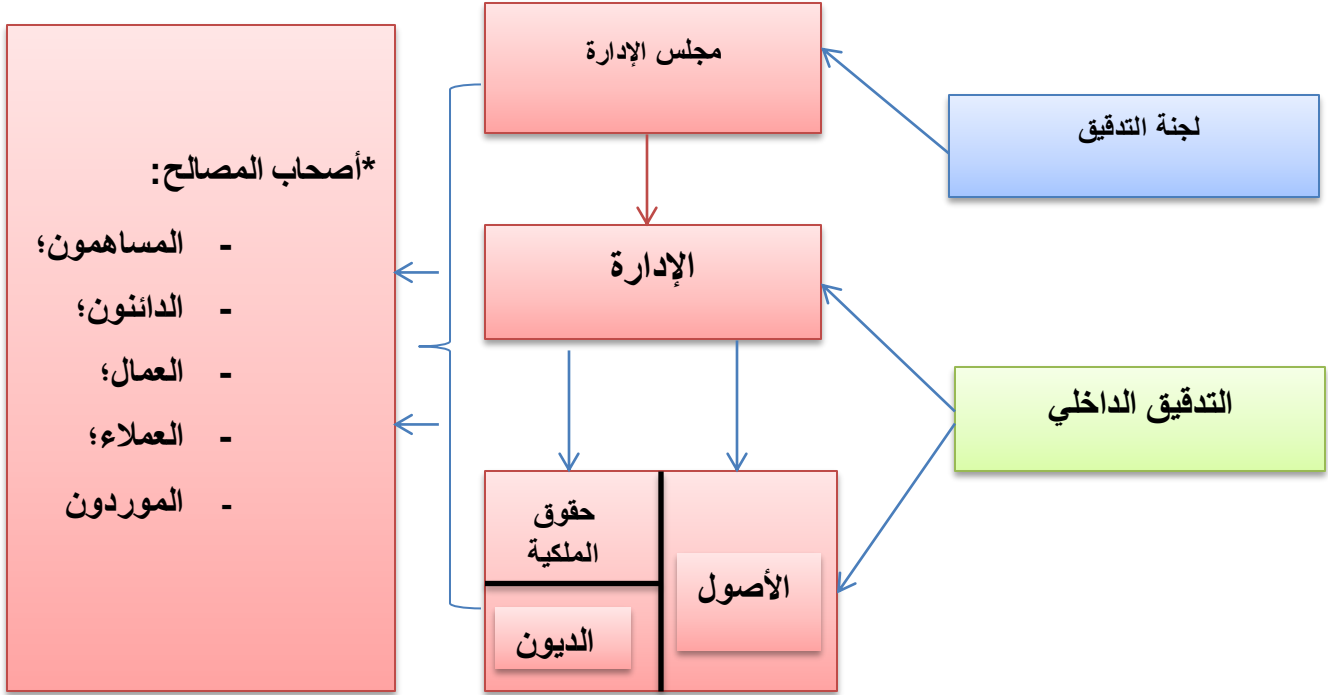 مجلس الإدارة
لجنة التدقيق
*أصحاب المصالح:
- المساهمون؛
- الدائنون؛
- العمال؛
- العملاء؛
- الموردون
الإدارة
التدقيق الداخلي
حقوق
الملكية
الأصول
الديون